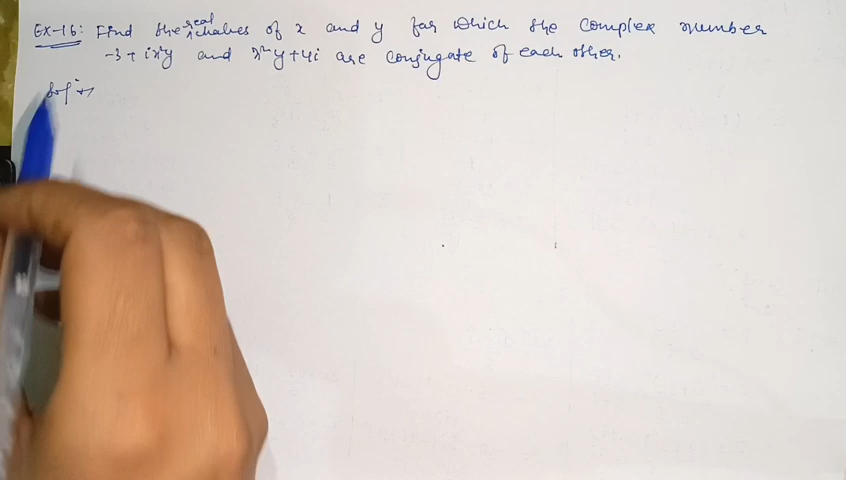 EX-16: Find the real values of x and y for which the complex number
-3 + ix²y and x²y + 4i are conjugate of each other.
Sol^n